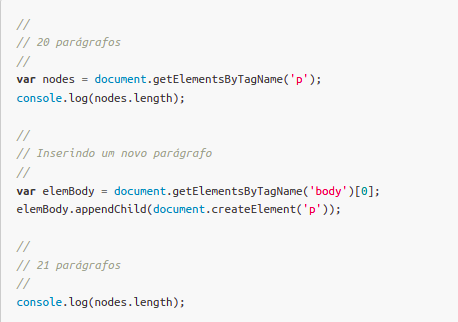 //
// 20 parágrafos
//
var nodes = document.getElementsByTagName('p');
console.log(nodes.length);
//
// Inserindo um novo parágrafo
//
var elemBody = document.getElementsByTagName('body')[0];
elemBody.appendChild(document.createElement('p'));
//
// 21 parágrafos
//
console.log(nodes.length);